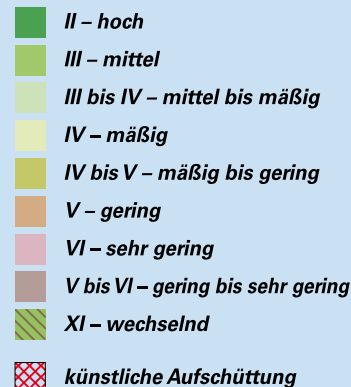 II – hoch
III – mittel
III bis IV – mittel bis mäßig
IV – mäßig
IV bis V – mäßig bis gering
V – gering
VI – sehr gering
V bis VI – gering bis sehr gering
XI – wechselnd
künstliche Aufschüttung